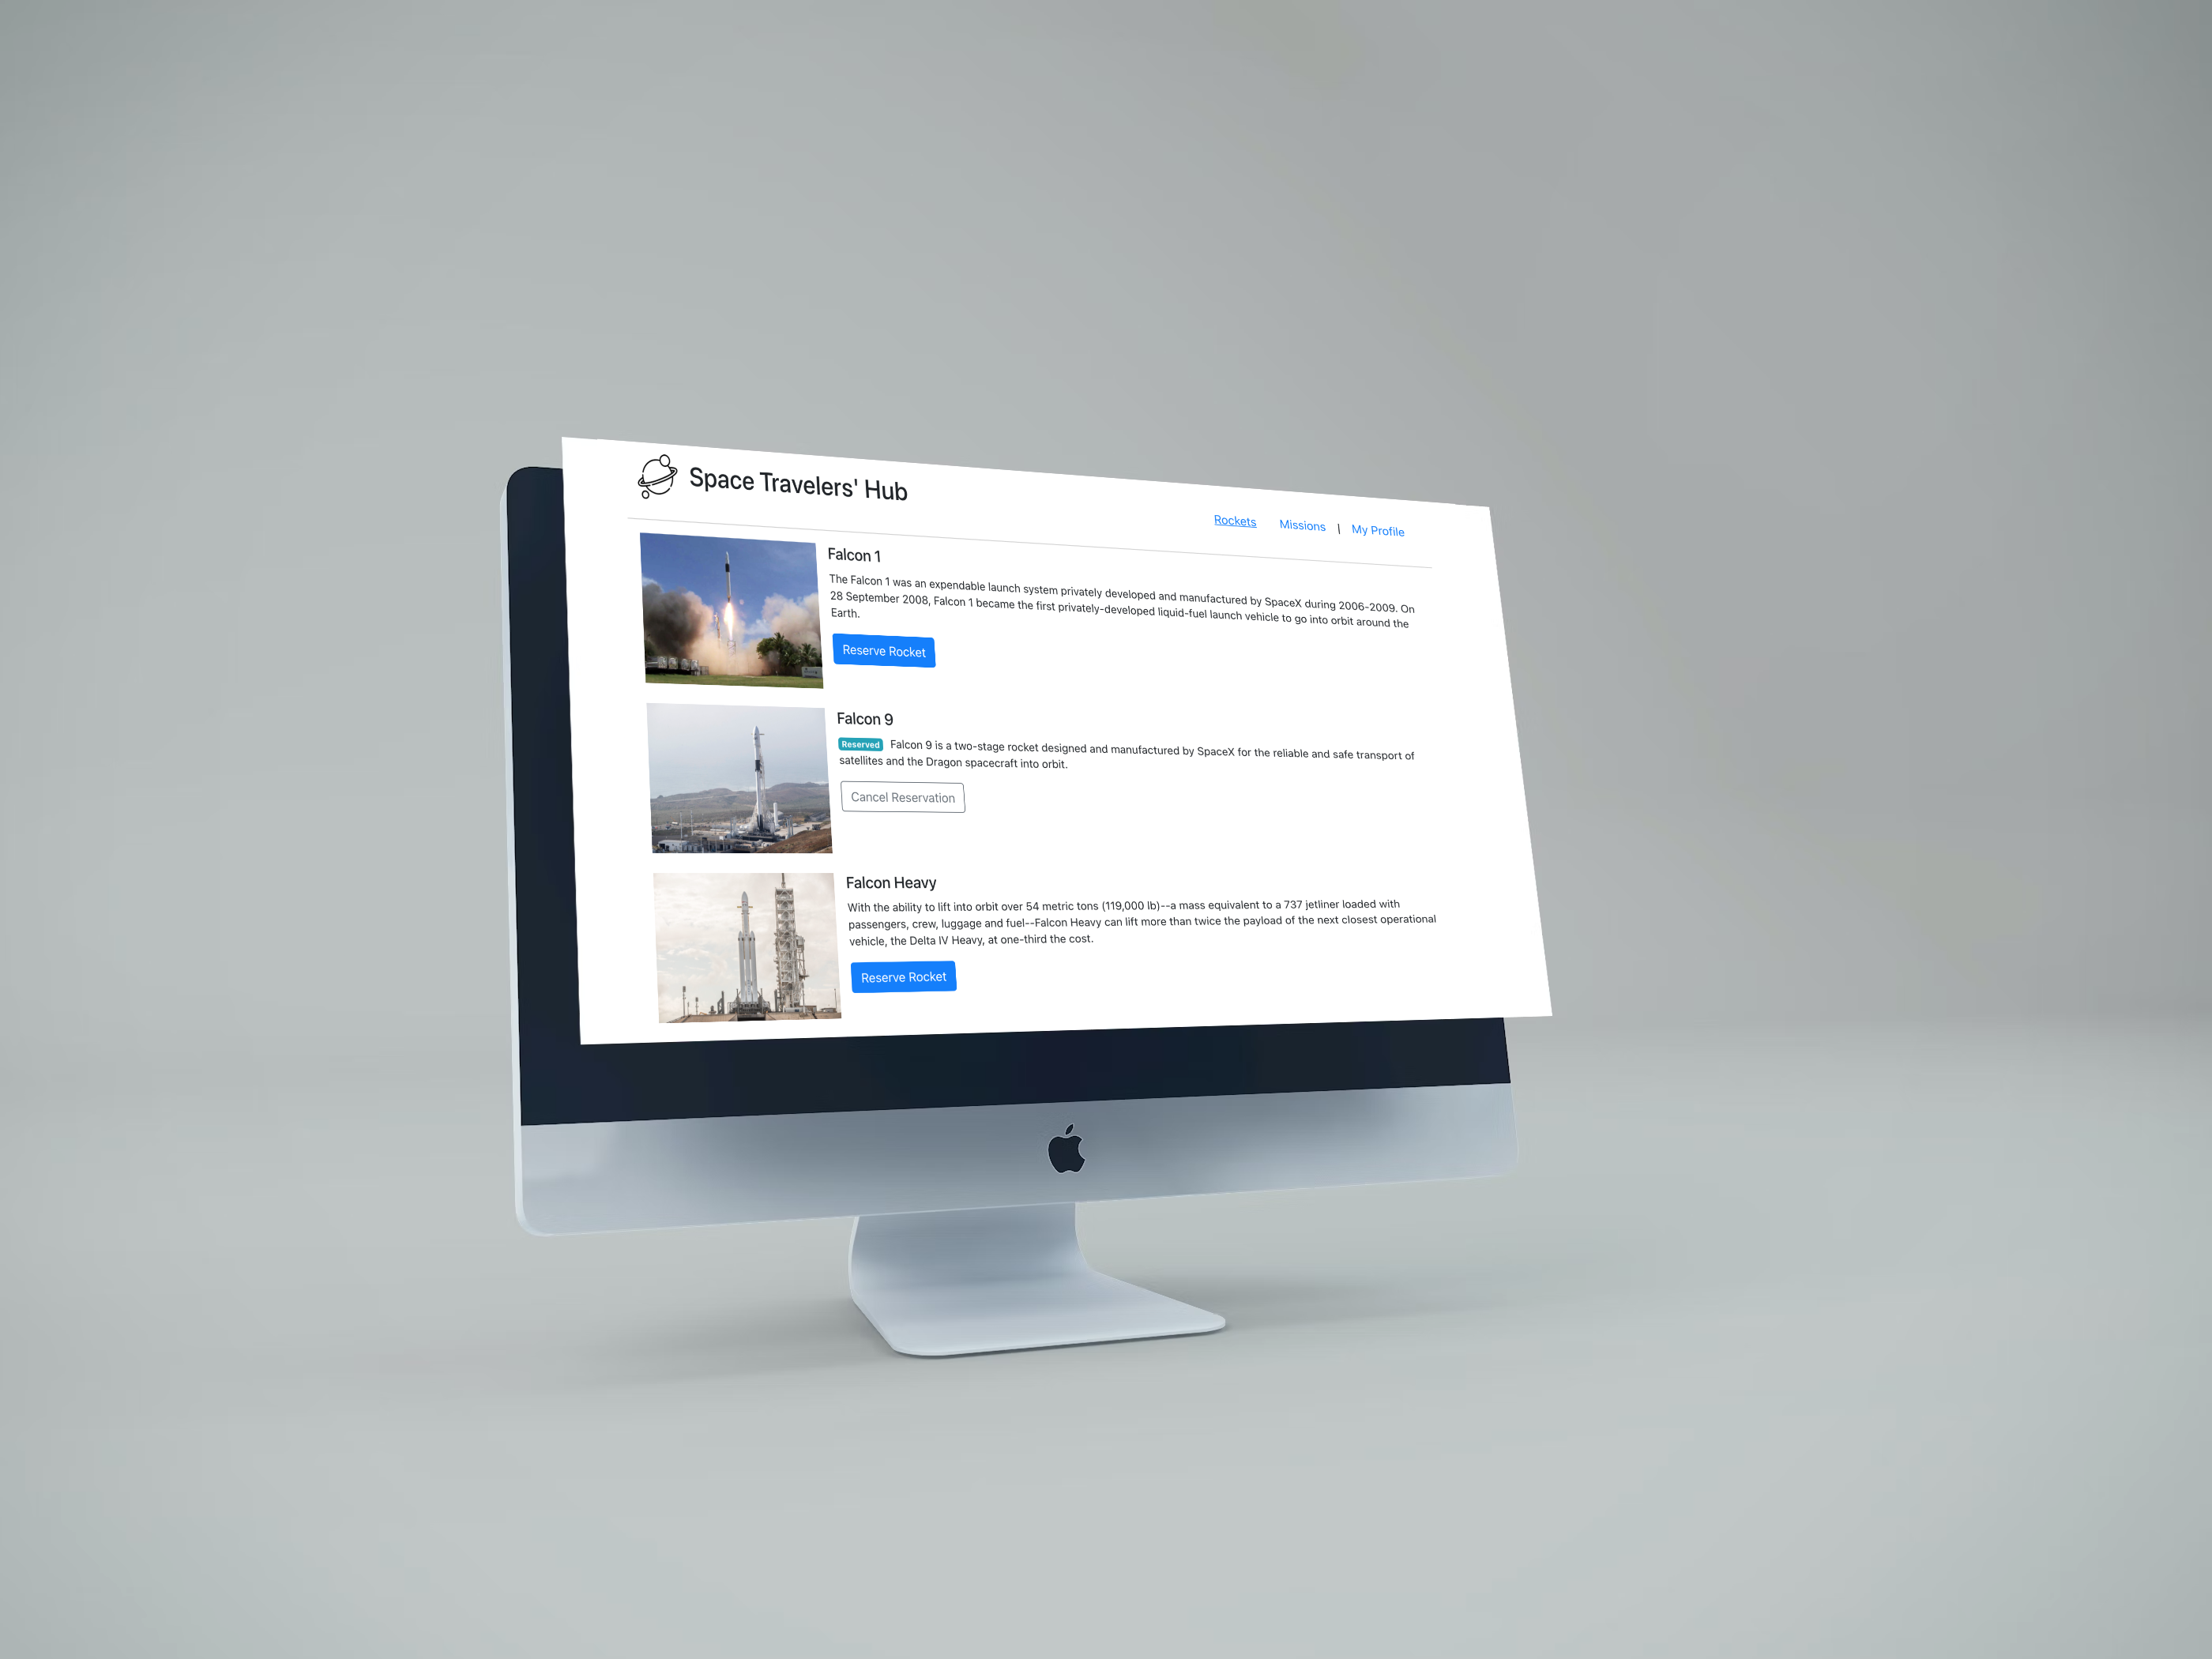 Space Travelers' Hub
Rockets Missions | My Profile
Falcon 1
The Falcon 1 was an expendable launch system privately developed and manufactured by SpaceX during 2006-2009. On
28 September 2008, Falcon 1 became the first privately-developed liquid-fuel launch vehicle to go into orbit around the
Earth.
Reserve Rocket
Falcon 9
Reserved Falcon 9 is a two-stage rocket designed and manufactured by SpaceX for the reliable and safe transport of
satellites and the Dragon spacecraft into orbit.
Cancel Reservation
Falcon Heavy
With the ability to lift into orbit over 54 metric tons (119,000 lb)--a mass equivalent to a 737 jetliner loaded with
passengers, crew, luggage and fuel--Falcon Heavy can lift more than twice the payload of the next closest operational
vehicle, the Delta IV Heavy, at one-third the cost.
Reserve Rocket